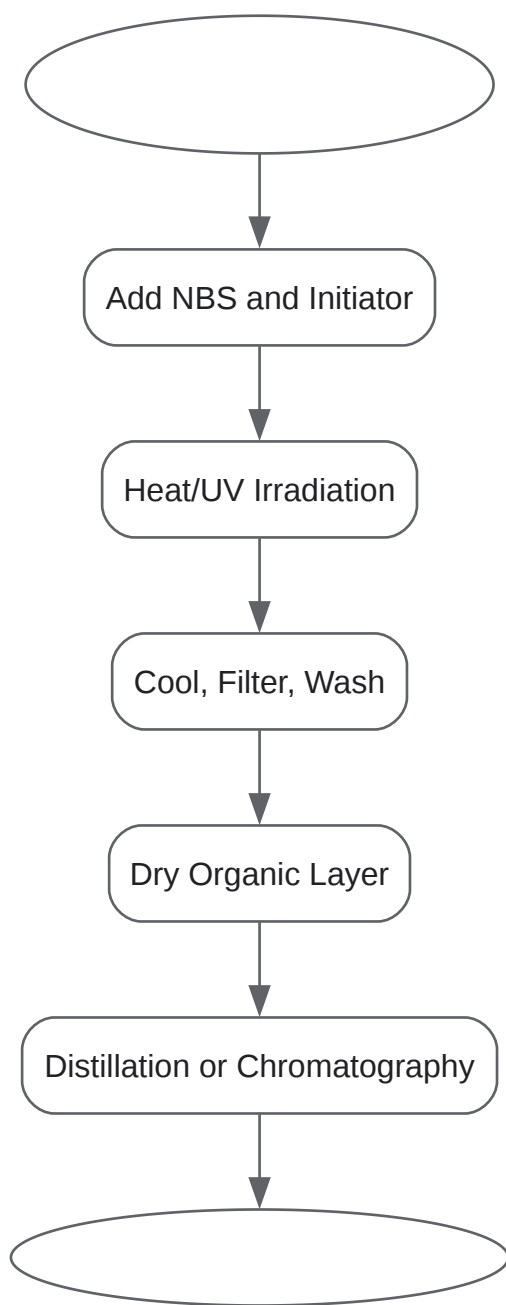 Add NBS and Initiator
Heat/UV Irradiation
Cool, Filter, Wash
Dry Organic Layer
Distillation or Chromatography